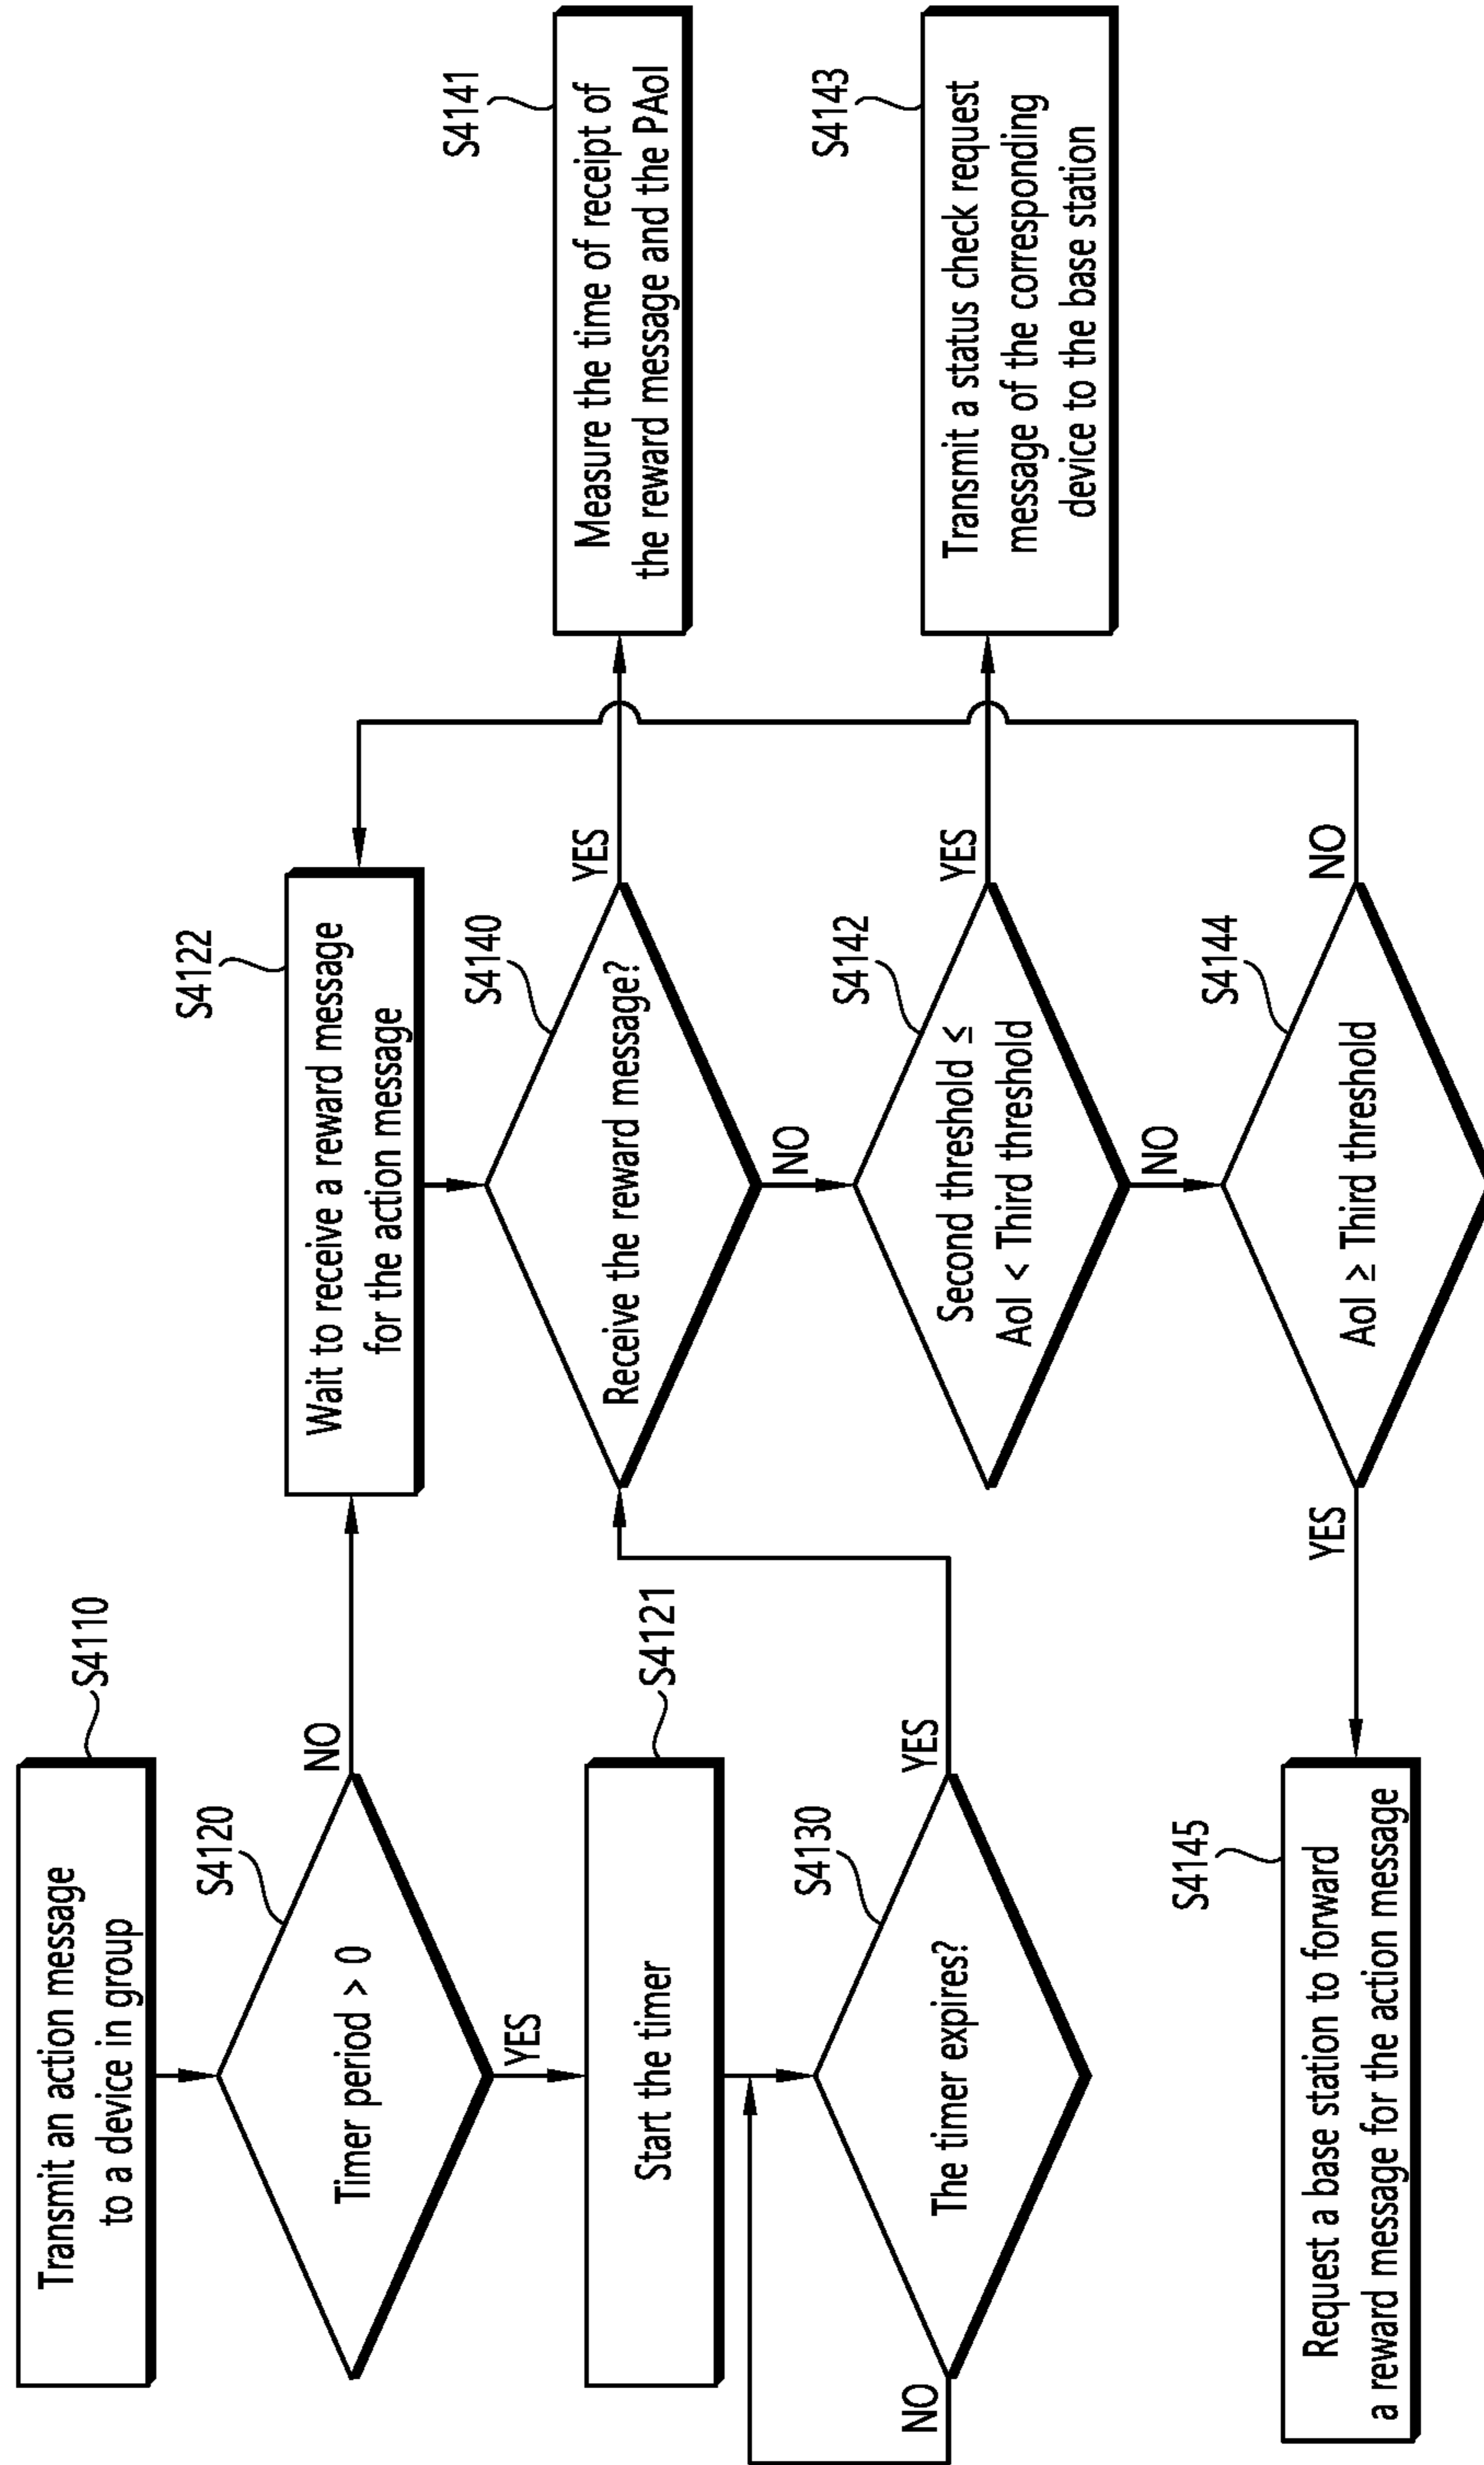 S4110
Transmit an action message
to a device in group
S4120
Timer period > 0
NO
YES
S4121
Start the timer
S4130
The timer expires?
NO
YES
S4122
Wait to receive a reward message
for the action message
S4140
Receive the reward message?
YES
NO
S4141
Measure the time of receipt of
the reward message and the PAoI
S4142
Second threshold ≤
AoI < Third threshold
YES
NO
S4143
Transmit a status check request
message of the corresponding
device to the base station
S4144
AoI ≥ Third threshold
YES
NO
S4145
Request a base station to forward
a reward message for the action message